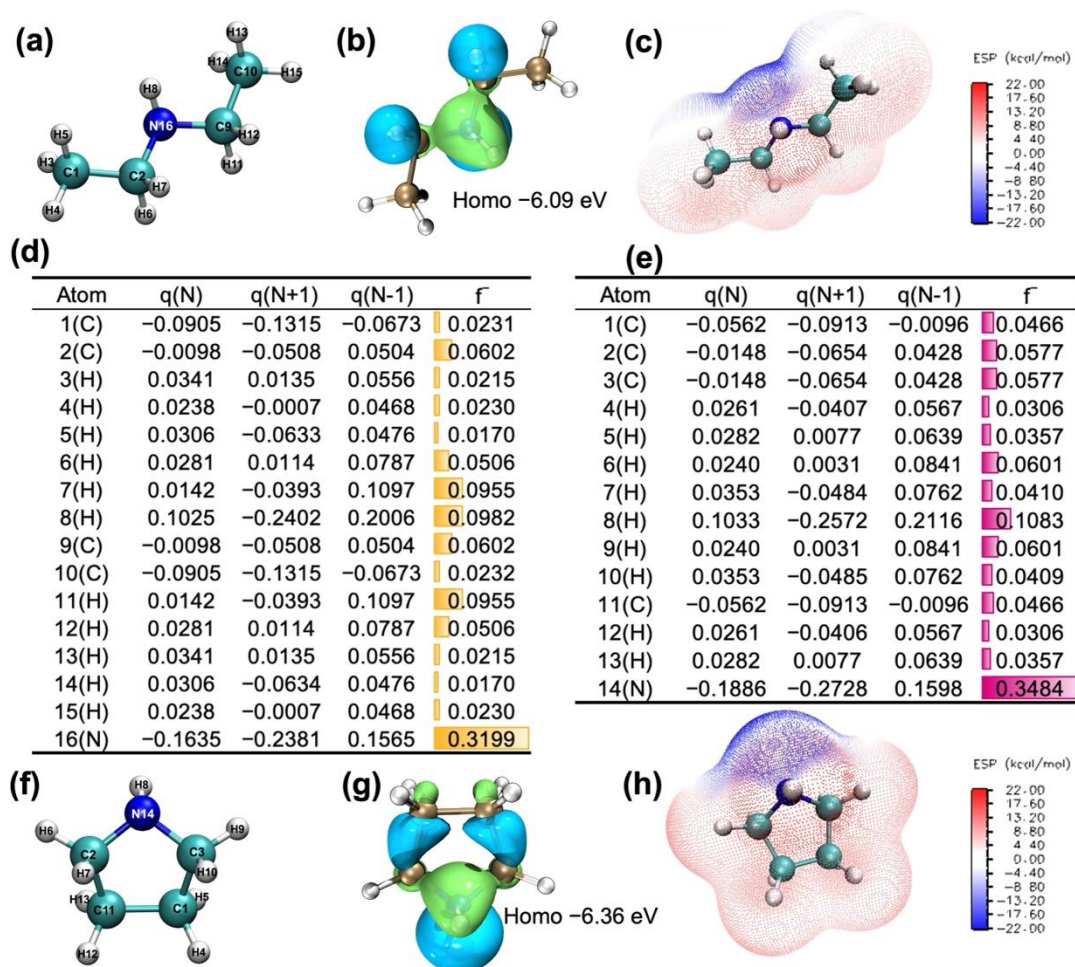 (a)
H13
H14
C10
H15
H8
N16
C9
H12
H11
H5
H3
C1
C2
H7
H4
H6
(b)
Homo −6.09 eV
(c)
ESP (kcal/mol)
22.00
17.60
13.20
8.80
4.40
0.00
−4.40
−8.80
−13.20
−17.60
−22.00
(d)
Atom q(N) q(N+1) q(N-1) f⁻
1(C) −0.0905 −0.1315 −0.0673 0.0231
2(C) −0.0098 −0.0508 0.0504 0.0602
3(H) 0.0341 0.0135 0.0556 0.0215
4(H) 0.0238 −0.0007 0.0468 0.0230
5(H) 0.0306 −0.0633 0.0476 0.0170
6(H) 0.0281 0.0114 0.0787 0.0506
7(H) 0.0142 −0.0393 0.1097 0.0955
8(H) 0.1025 −0.2402 0.2006 0.0982
9(C) −0.0098 −0.0508 0.0504 0.0602
10(C) −0.0905 −0.1315 −0.0673 0.0232
11(H) 0.0142 −0.0393 0.1097 0.0955
12(H) 0.0281 0.0114 0.0787 0.0506
13(H) 0.0341 0.0135 0.0556 0.0215
14(H) 0.0306 −0.0634 0.0476 0.0170
15(H) 0.0238 −0.0007 0.0468 0.0230
16(N) −0.1635 −0.2381 0.1565 0.3199
(e)
Atom q(N) q(N+1) q(N-1) f⁻
1(C) −0.0562 −0.0913 −0.0096 0.0466
2(C) −0.0148 −0.0654 0.0428 0.0577
3(C) −0.0148 −0.0654 0.0428 0.0577
4(H) 0.0261 −0.0407 0.0567 0.0306
5(H) 0.0282 0.0077 0.0639 0.0357
6(H) 0.0240 0.0031 0.0841 0.0601
7(H) 0.0353 −0.0484 0.0762 0.0410
8(H) 0.1033 −0.2572 0.2116 0.1083
9(H) 0.0240 0.0031 0.0841 0.0601
10(H) 0.0353 −0.0485 0.0762 0.0409
11(C) −0.0562 −0.0913 −0.0096 0.0466
12(H) 0.0261 −0.0406 0.0567 0.0306
13(H) 0.0282 0.0077 0.0639 0.0357
14(N) −0.1886 −0.2728 0.1598 0.3484
(f)
H8
N14
H6
H9
C2
C3
H7
H10
H13
H5
C11
C1
H12
H4
(g)
Homo −6.36 eV
(h)
ESP (kcal/mol)
22.00
17.60
13.20
8.80
4.40
0.00
−4.40
−8.80
−13.20
−17.60
−22.00